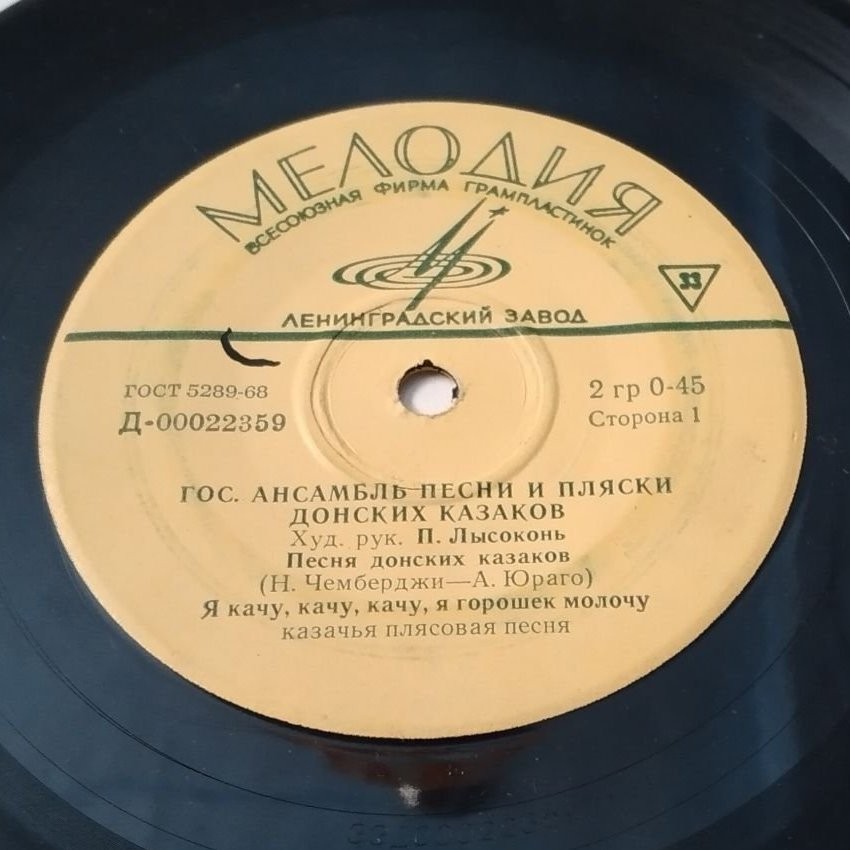 МЕЛОДИЯ
ВСЕСОЮЗНАЯ ФИРМА ГРАМПЛАСТИНОК
33
ЛЕНИНГРАДСКИЙ ЗАВОД
ГОСТ 5289-68
2 гр 0-45
Д-00022359
Сторона 1
ГОС. АНСАМБЛЬ ПЕСНИ И ПЛЯСКИ
ДОНСКИХ КАЗАКОВ
Худ. рук. П. Лысоконь
Песня донских казаков
(Н. Чемберджи—А. Юраго)
Я качу, качу, качу, я горошек молочу
казачья плясовая песня